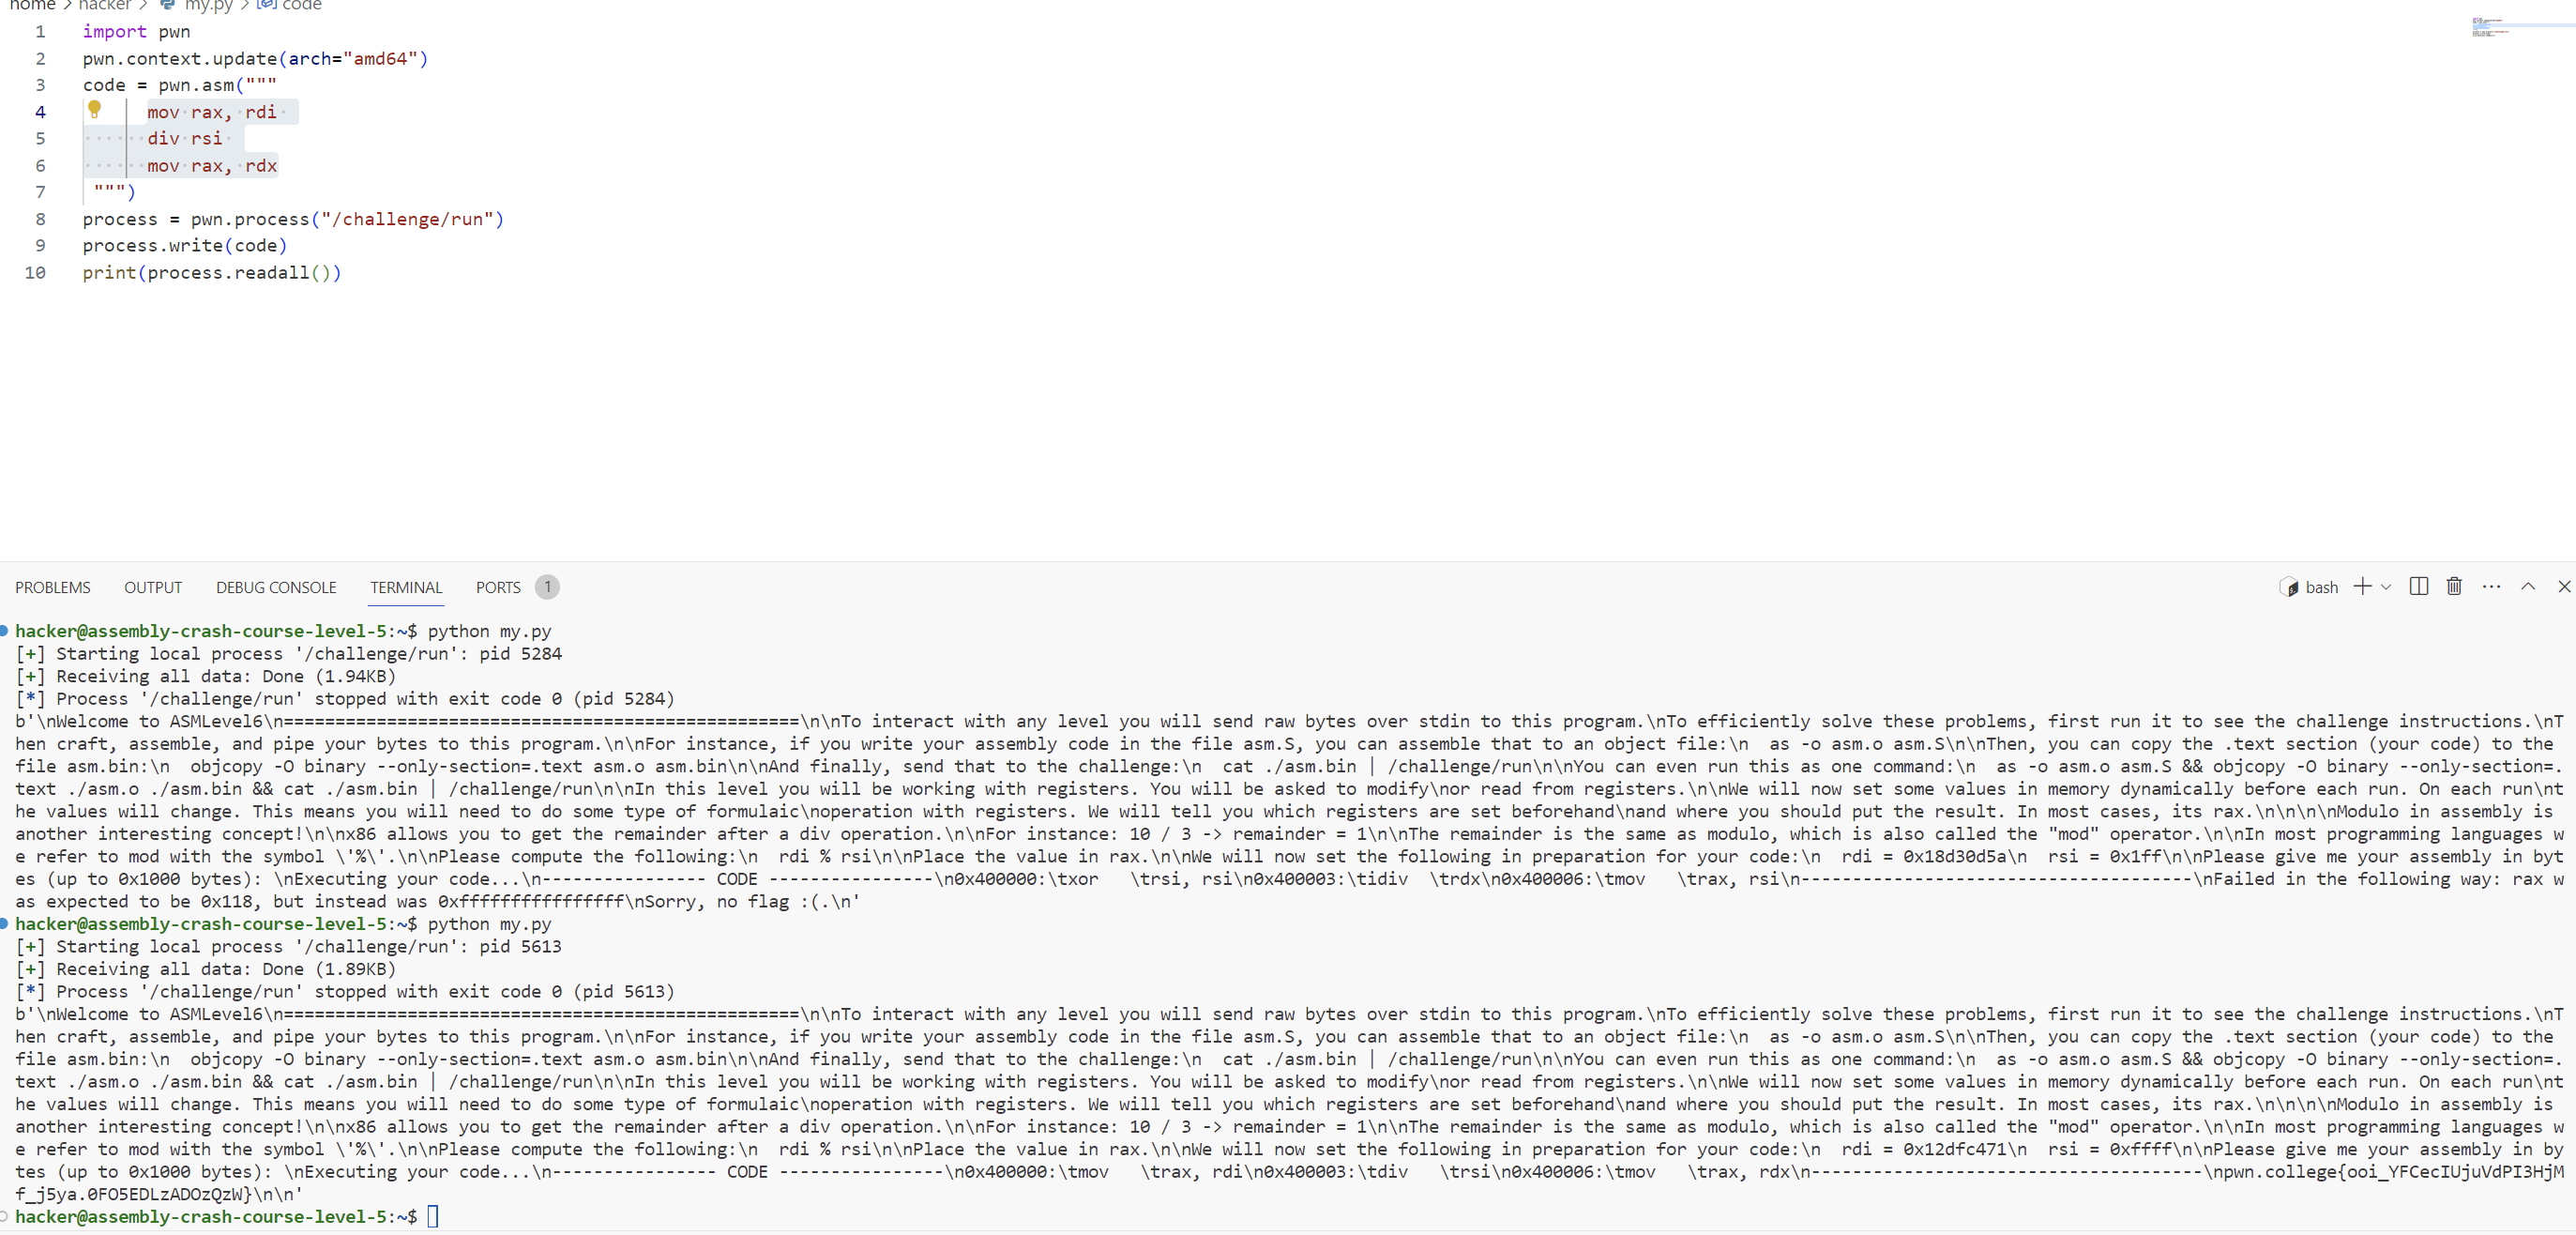 home > hacker > my.py > code
1 import pwn
2 pwn.context.update(arch="amd64")
3 code = pwn.asm("""
4 mov rax, rdi
5 div rsi
6 mov rax, rdx
7 """)
8 process = pwn.process("/challenge/run")
9 process.write(code)
10 print(process.readall())
PROBLEMS OUTPUT DEBUG CONSOLE TERMINAL PORTS 1 bash
hacker@assembly-crash-course-level-5:~$ python my.py
[+] Starting local process '/challenge/run': pid 5284
[+] Receiving all data: Done (1.94KB)
[*] Process '/challenge/run' stopped with exit code 0 (pid 5284)
b'\nWelcome to ASMLevel6\n==================================================\n\nTo interact with any level you will send raw bytes over stdin to this program.\nTo efficiently solve these problems, first run it to see the challenge instructions.\nT
hen craft, assemble, and pipe your bytes to this program.\n\nFor instance, if you write your assembly code in the file asm.S, you can assemble that to an object file:\n  as -o asm.o asm.S\n\nThen, you can copy the .text section (your code) to the
file asm.bin:\n  objcopy -O binary --only-section=.text asm.o asm.bin\n\nAnd finally, send that to the challenge:\n  cat ./asm.bin | /challenge/run\n\nYou can even run this as one command:\n  as -o asm.o asm.S && objcopy -O binary --only-section=.
text ./asm.o ./asm.bin && cat ./asm.bin | /challenge/run\n\nIn this level you will be working with registers. You will be asked to modify\nor read from registers.\n\nWe will now set some values in memory dynamically before each run. On each run\nt
he values will change. This means you will need to do some type of formulaic\noperation with registers. We will tell you which registers are set beforehand\nand where you should put the result. In most cases, its rax.\n\n\n\nModulo in assembly is
another interesting concept!\n\nx86 allows you to get the remainder after a div operation.\n\nFor instance: 10 / 3 -> remainder = 1\n\nThe remainder is the same as modulo, which is also called the "mod" operator.\n\nIn most programming languages w
e refer to mod with the symbol \'%\'.\n\nPlease compute the following:\n  rdi % rsi\n\nPlace the value in rax.\n\nWe will now set the following in preparation for your code:\n  rdi = 0x18d30d5a\n  rsi = 0x1ff\n\nPlease give me your assembly in byt
es (up to 0x1000 bytes): \nExecuting your code...\n---------------- CODE ----------------\n0x400000:\txor   \trsi, rsi\n0x400003:\tidiv  \trdx\n0x400006:\tmov   \trax, rsi\n--------------------------------------\nFailed in the following way: rax w
as expected to be 0x118, but instead was 0xffffffffffffffff\nSorry, no flag :(.\n'
hacker@assembly-crash-course-level-5:~$ python my.py
[+] Starting local process '/challenge/run': pid 5613
[+] Receiving all data: Done (1.89KB)
[*] Process '/challenge/run' stopped with exit code 0 (pid 5613)
b'\nWelcome to ASMLevel6\n==================================================\n\nTo interact with any level you will send raw bytes over stdin to this program.\nTo efficiently solve these problems, first run it to see the challenge instructions.\nT
hen craft, assemble, and pipe your bytes to this program.\n\nFor instance, if you write your assembly code in the file asm.S, you can assemble that to an object file:\n  as -o asm.o asm.S\n\nThen, you can copy the .text section (your code) to the
file asm.bin:\n  objcopy -O binary --only-section=.text asm.o asm.bin\n\nAnd finally, send that to the challenge:\n  cat ./asm.bin | /challenge/run\n\nYou can even run this as one command:\n  as -o asm.o asm.S && objcopy -O binary --only-section=.
text ./asm.o ./asm.bin && cat ./asm.bin | /challenge/run\n\nIn this level you will be working with registers. You will be asked to modify\nor read from registers.\n\nWe will now set some values in memory dynamically before each run. On each run\nt
he values will change. This means you will need to do some type of formulaic\noperation with registers. We will tell you which registers are set beforehand\nand where you should put the result. In most cases, its rax.\n\n\n\nModulo in assembly is
another interesting concept!\n\nx86 allows you to get the remainder after a div operation.\n\nFor instance: 10 / 3 -> remainder = 1\n\nThe remainder is the same as modulo, which is also called the "mod" operator.\n\nIn most programming languages w
e refer to mod with the symbol \'%\'.\n\nPlease compute the following:\n  rdi % rsi\n\nPlace the value in rax.\n\nWe will now set the following in preparation for your code:\n  rdi = 0x12dfc471\n  rsi = 0xffff\n\nPlease give me your assembly in by
tes (up to 0x1000 bytes): \nExecuting your code...\n---------------- CODE ----------------\n0x400000:\tmov   \trax, rdi\n0x400003:\tdiv   \trsi\n0x400006:\tmov   \trax, rdx\n--------------------------------------\npwn.college{ooi_YFCecIUjuVdPI3HjM
f_j5ya.0FO5EDLzADOzQzW}\n\n'
hacker@assembly-crash-course-level-5:~$